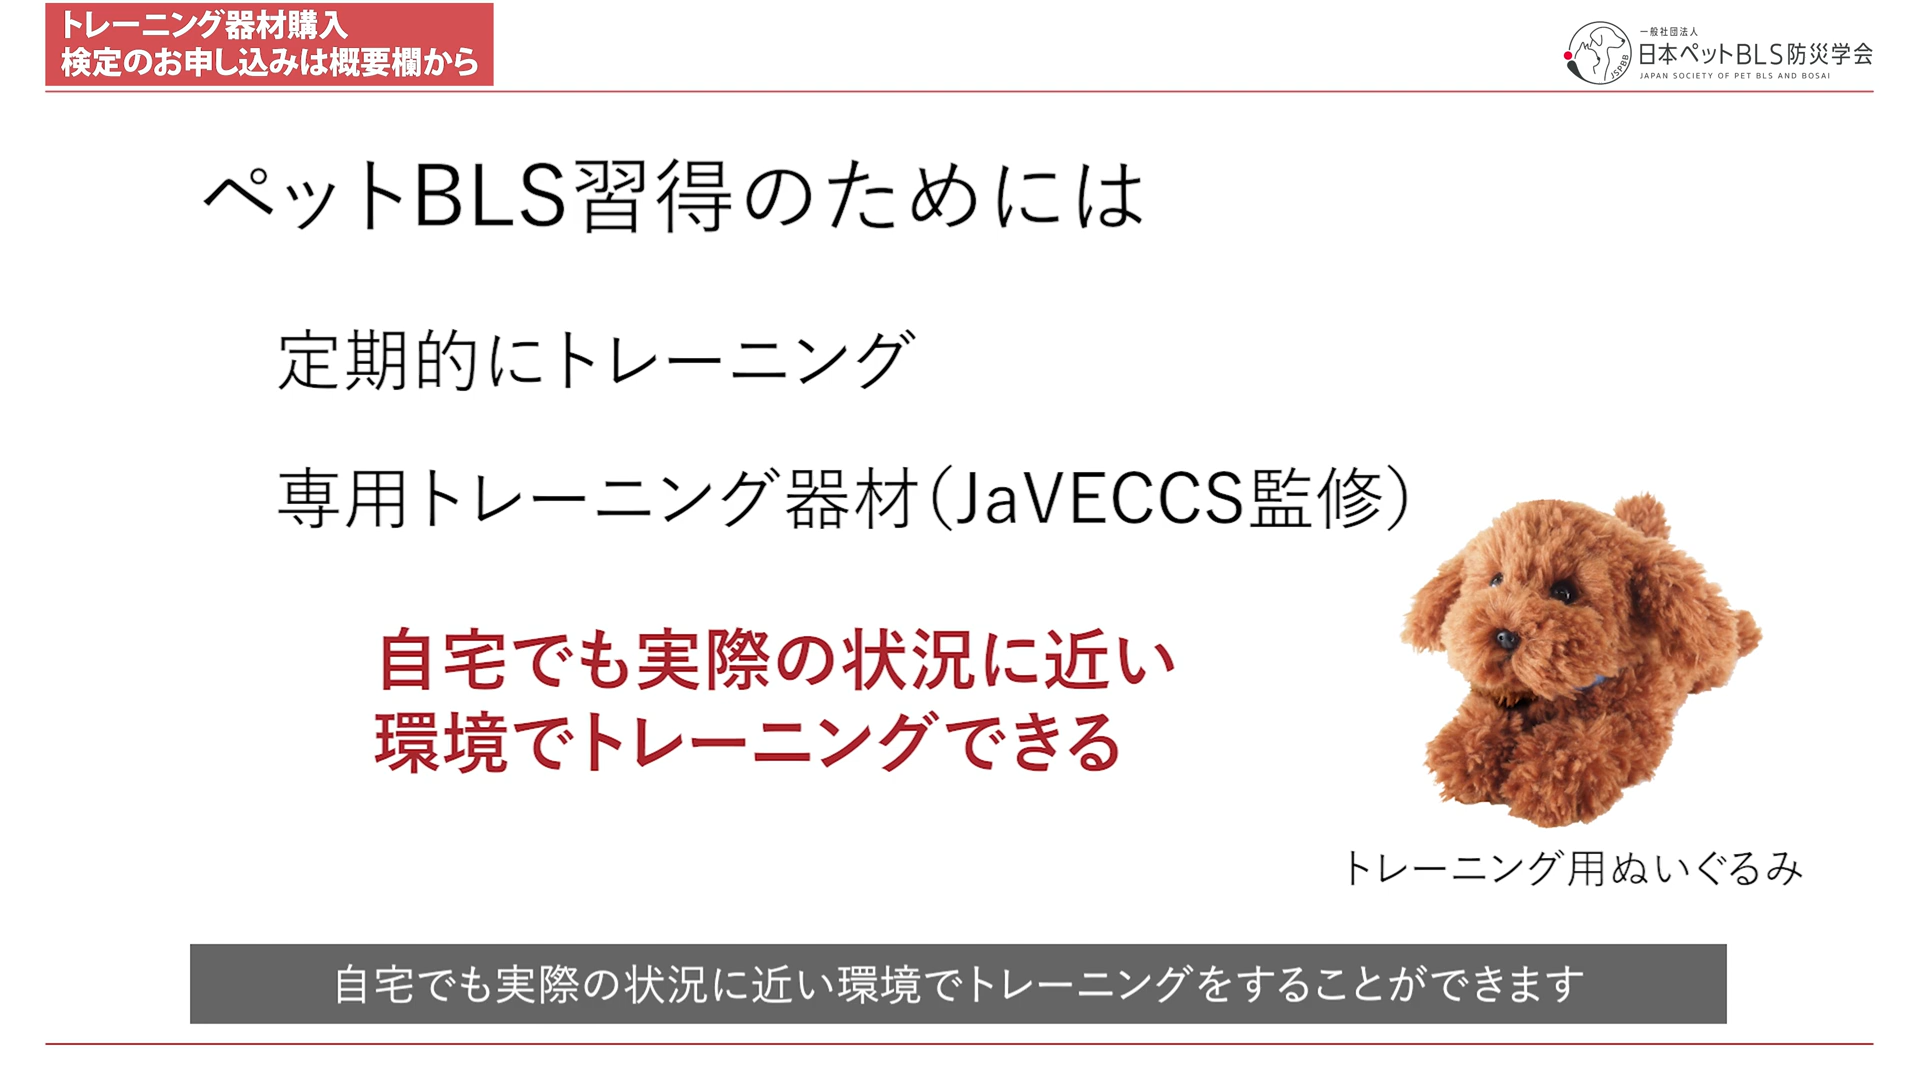 トレーニング器材購入
検定のお申し込みは概要欄から
一般社団法人
日本ペットBLS防災学会
JAPAN SOCIETY OF PET BLS AND BOSAI
JSPBB
ペットBLS習得のためには
定期的にトレーニング
専用トレーニング器材（JaVECCS監修）
自宅でも実際の状況に近い
環境でトレーニングできる
トレーニング用ぬいぐるみ
自宅でも実際の状況に近い環境でトレーニングをすることができます